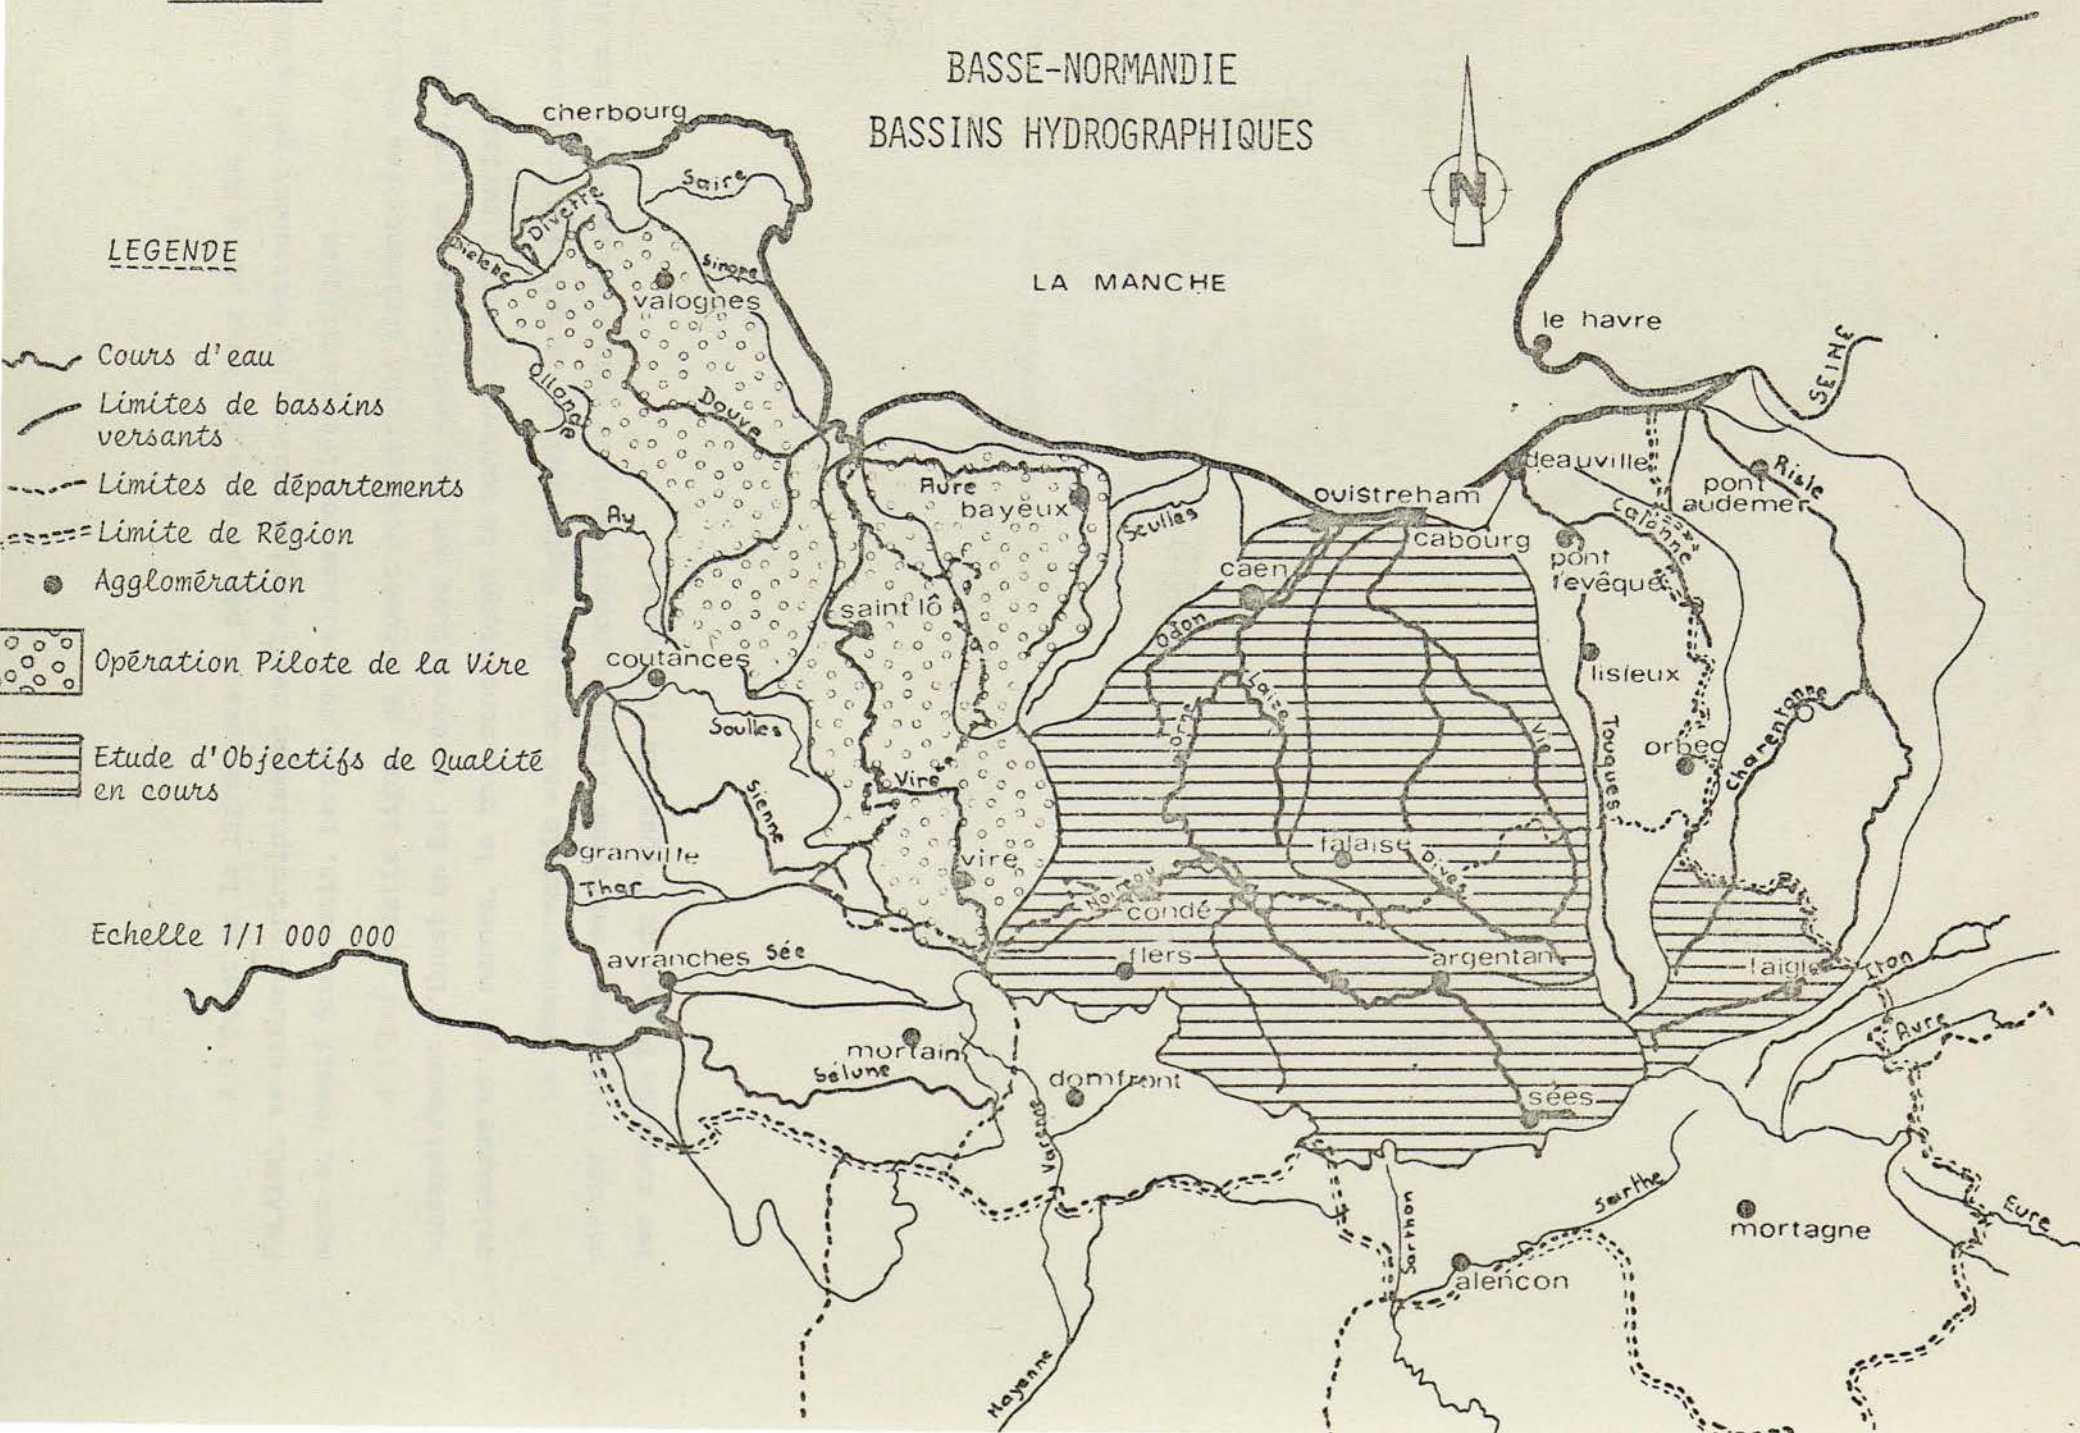 BASSE-NORMANDIE
BASSINS HYDROGRAPHIQUES
N
LA MANCHE
LEGENDE
Cours d'eau
Limites de bassins
versants
Limites de départements
Limite de Région
Agglomération
Opération Pilote de la Vire
Etude d'Objectifs de Qualité
en cours
Echelle 1/1 000 000
cherbourg
Saire
Divette
Dielette
Sinope
valognes
Ollonde
Douve
Ay
Aure
bayeux
Seulles
saint lô
coutances
Soulles
Sienne
Vire
vire
granville
Thar
avranches
Sée
mortain
Sélune
domfront
Varenne
Mayenne
le havre
SEINE
deauville
pont
audemer
Risle
Calonne
ouistreham
cabourg
pont
l'evêque
caen
Odon
Laize
Orne
Vie
lisieux
Touques
orbec
Charentonne
falaise
Dives
Noireau
condé
flers
argentan
laigle
Iton
Avre
sées
Sarthe
Sarthon
mortagne
Eure
alencon